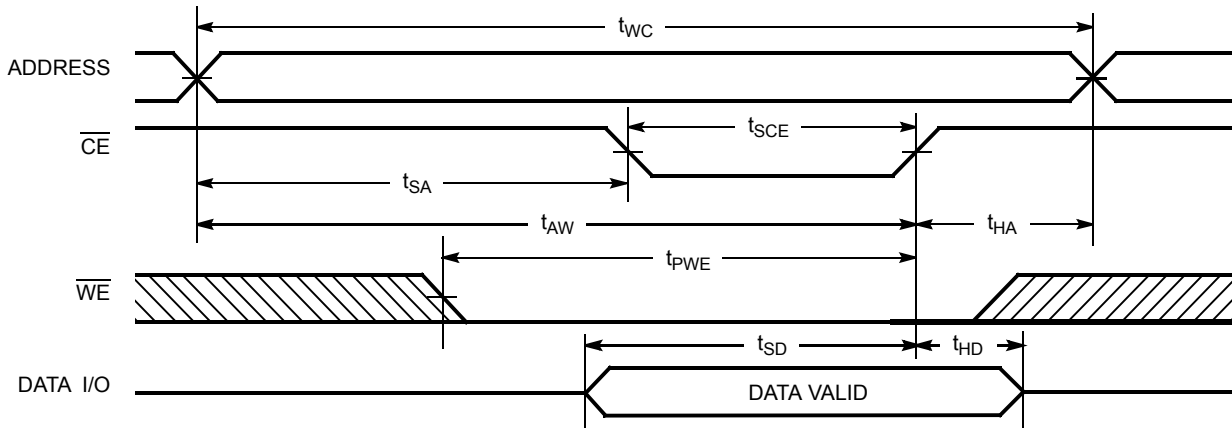 tWC
ADDRESS
CE
tSCE
tSA
tAW
tHA
tPWE
WE
tSD
tHD
DATA I/O
DATA VALID